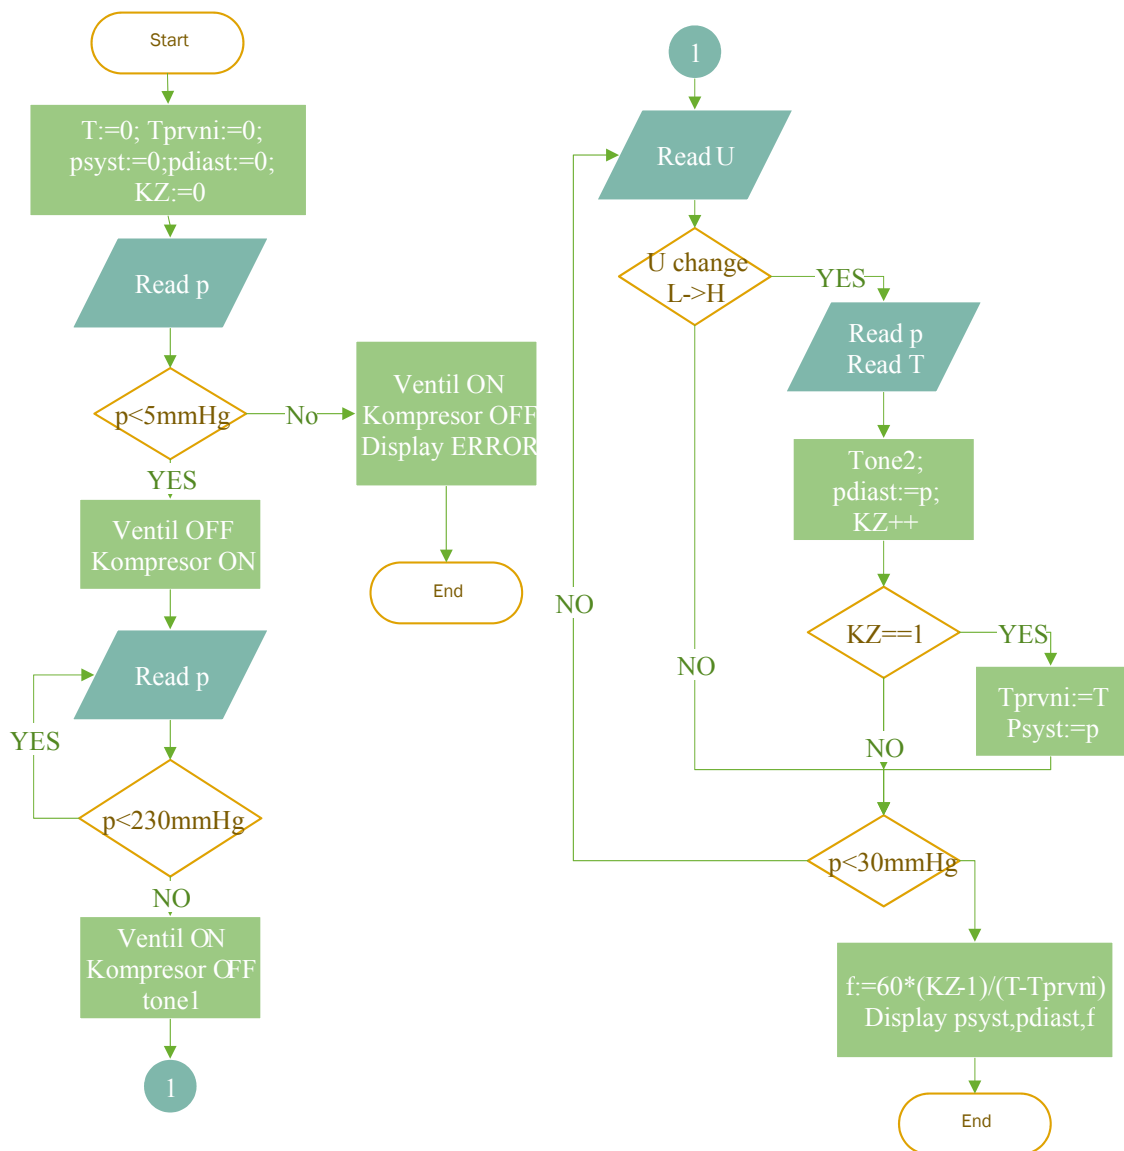 Start
T:=0; Tprvni:=0;
psyst:=0;pdiast:=0;
KZ:=0
Read p
p<5mmHg
No
Ventil ON
Kompresor OFF
Display ERROR
End
YES
Ventil OFF
Kompresor ON
Read p
YES
p<230mmHg
NO
Ventil ON
Kompresor OFF
tone1
1
1
Read U
U change
L->H
YES
Read p
Read T
Tone2;
pdiast:=p;
KZ++
NO
KZ==1
YES
NO
Tprvni:=T
Psyst:=p
NO
p<30mmHg
f:=60*(KZ-1)/(T-Tprvni)
Display psyst,pdiast,f
End